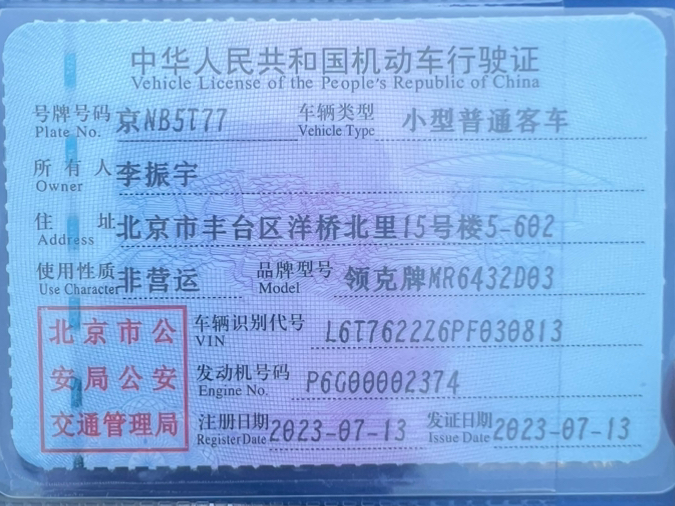 中华人民共和国机动车行驶证
Vehicle License of the People's Republic of China
号牌号码 京NB5T77 车辆类型 小型普通客车
Plate No. Vehicle Type
所有人 李振宇
Owner
住址 北京市丰台区洋桥北里15号楼5-602
Address
使用性质 非营运 品牌型号 领克牌MR6432D03
Use Character Model
北京市公安局公安交通管理局
车辆识别代号 L6T7622Z6PF030813
VIN
发动机号码 P6G00002374
Engine No.
注册日期 2023-07-13 发证日期 2023-07-13
Register Date Issue Date